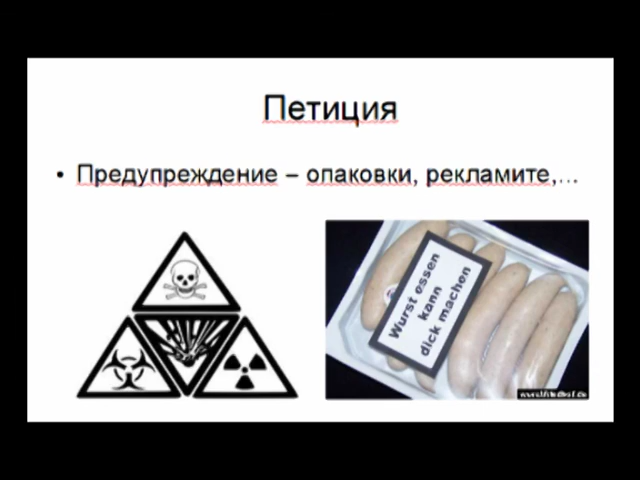 Петиция
• Предупреждение – опаковки, рекламите,...
Wurst essen
kann
dick machen